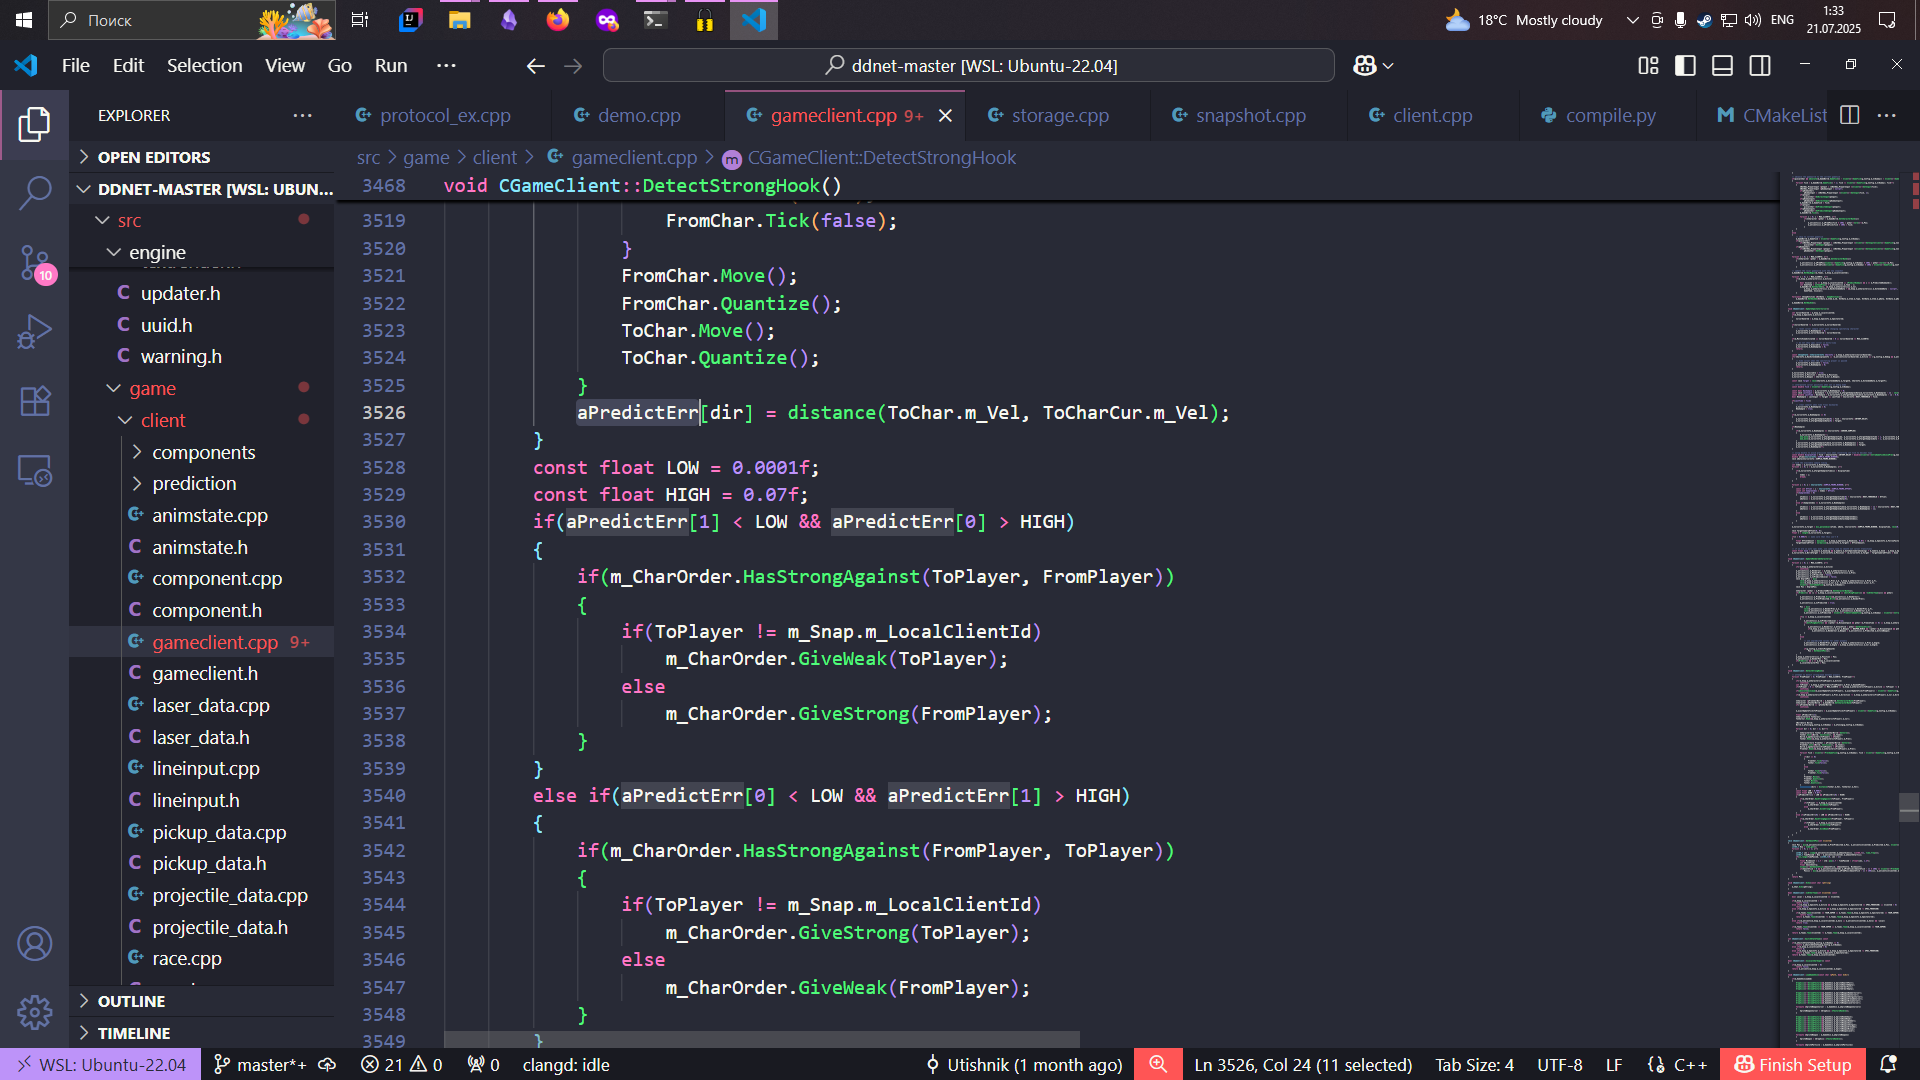 Поиск
18°C Mostly cloudy
ENG
1:33
21.07.2025
File Edit Selection View Go Run ···
ddnet-master [WSL: Ubuntu-22.04]
EXPLORER
protocol_ex.cpp
demo.cpp
gameclient.cpp 9+
storage.cpp
snapshot.cpp
client.cpp
compile.py
CMakeList
OPEN EDITORS
DDNET-MASTER [WSL: UBUN...
src
engine
updater.h
uuid.h
warning.h
game
client
components
prediction
animstate.cpp
animstate.h
component.cpp
component.h
gameclient.cpp 9+
gameclient.h
laser_data.cpp
laser_data.h
lineinput.cpp
lineinput.h
pickup_data.cpp
pickup_data.h
projectile_data.cpp
projectile_data.h
race.cpp
OUTLINE
TIMELINE
10
src > game > client > gameclient.cpp > CGameClient::DetectStrongHook
3468 void CGameClient::DetectStrongHook()
3519 FromChar.Tick(false);
3520 }
3521 FromChar.Move();
3522 FromChar.Quantize();
3523 ToChar.Move();
3524 ToChar.Quantize();
3525 }
3526 aPredictErr[dir] = distance(ToChar.m_Vel, ToCharCur.m_Vel);
3527 }
3528 const float LOW = 0.0001f;
3529 const float HIGH = 0.07f;
3530 if(aPredictErr[1] < LOW && aPredictErr[0] > HIGH)
3531 {
3532 if(m_CharOrder.HasStrongAgainst(ToPlayer, FromPlayer))
3533 {
3534 if(ToPlayer != m_Snap.m_LocalClientId)
3535 m_CharOrder.GiveWeak(ToPlayer);
3536 else
3537 m_CharOrder.GiveStrong(FromPlayer);
3538 }
3539 }
3540 else if(aPredictErr[0] < LOW && aPredictErr[1] > HIGH)
3541 {
3542 if(m_CharOrder.HasStrongAgainst(FromPlayer, ToPlayer))
3543 {
3544 if(ToPlayer != m_Snap.m_LocalClientId)
3545 m_CharOrder.GiveStrong(ToPlayer);
3546 else
3547 m_CharOrder.GiveWeak(FromPlayer);
3548 }
3549 }
WSL: Ubuntu-22.04 master*+ 21 0 0 clangd: idle Utishnik (1 month ago) Ln 3526, Col 24 (11 selected) Tab Size: 4 UTF-8 LF C++ Finish Setup